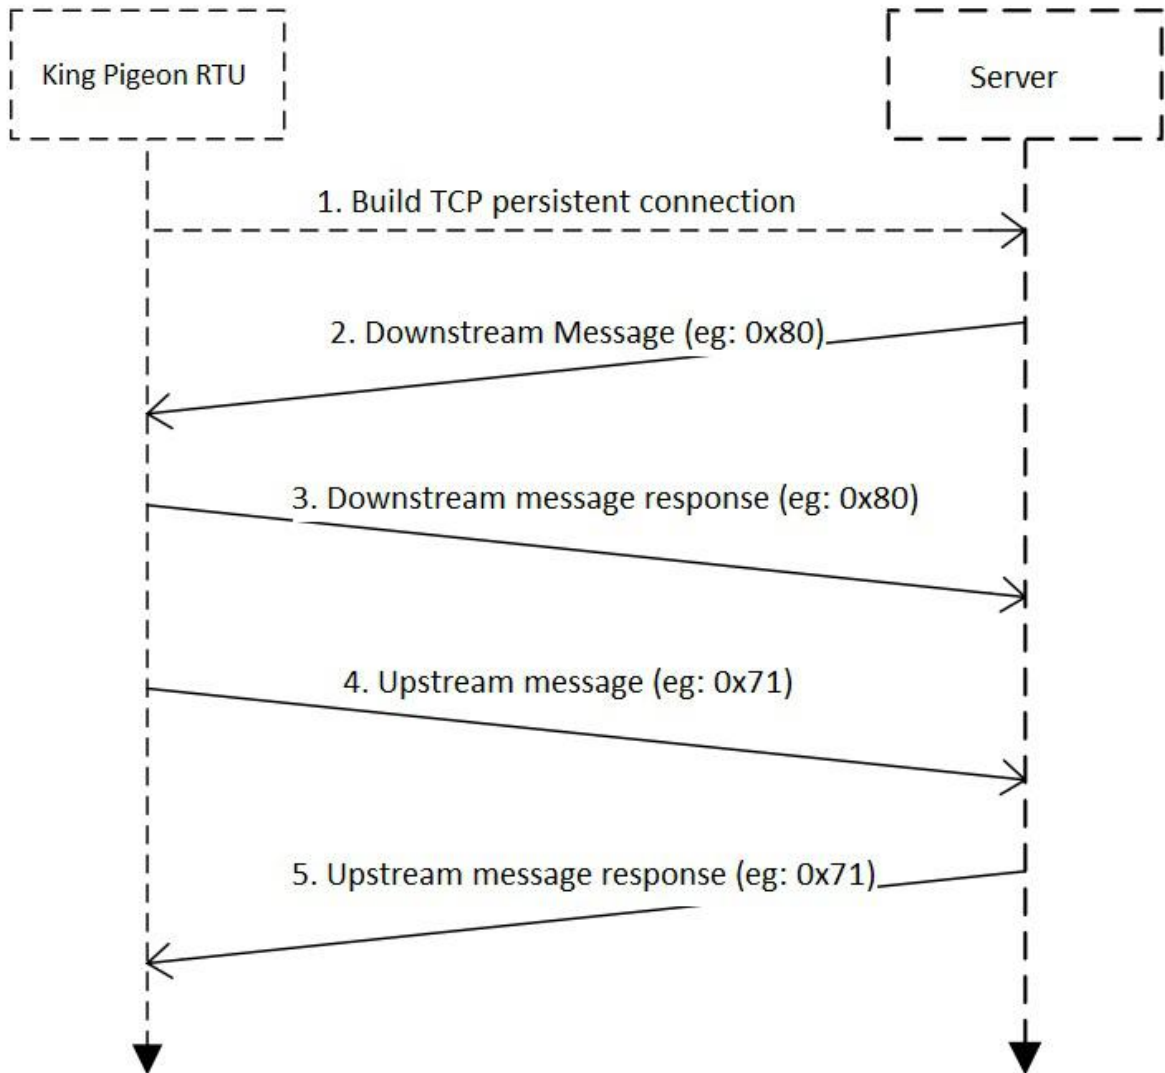 King Pigeon RTU
Server
1. Build TCP persistent connection
2. Downstream Message (eg: 0x80)
3. Downstream message response (eg: 0x80)
4. Upstream message (eg: 0x71)
5. Upstream message response (eg: 0x71)